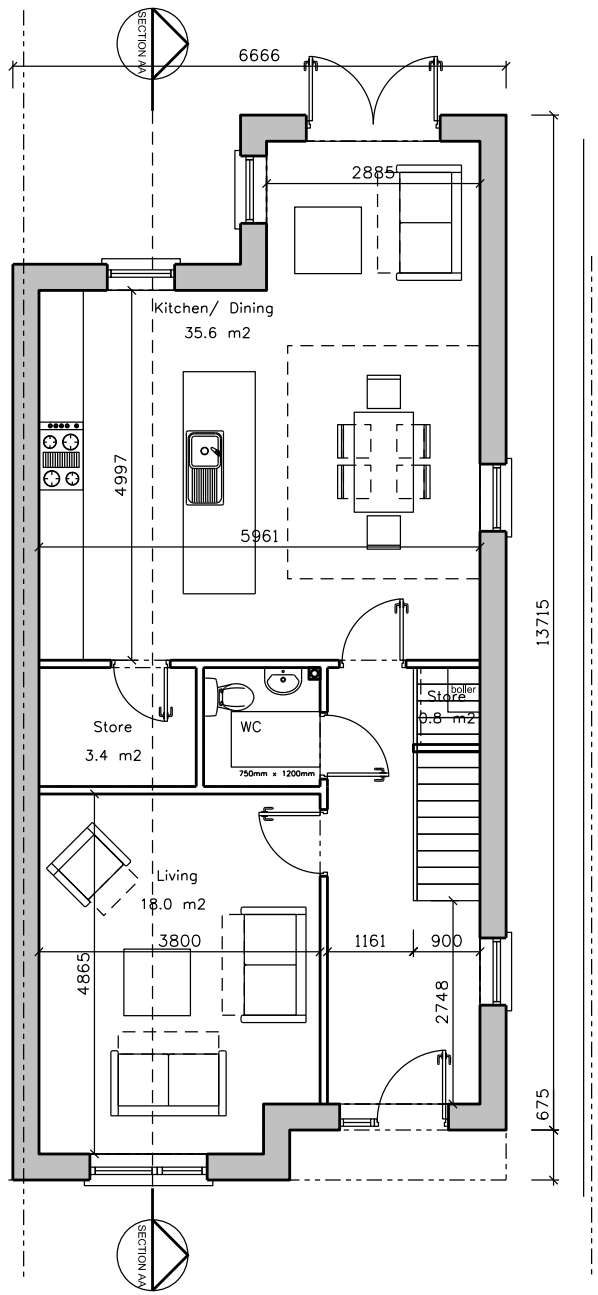 SECTION AA
6666
2885
Kitchen/ Dining
35.6 m2
4997
5961
13715
Store
3.4 m2
WC
750mm x 1200mm
boiler
Store
0.8 m2
Living
18.0 m2
3800
1161
900
4865
2748
675
SECTION AA